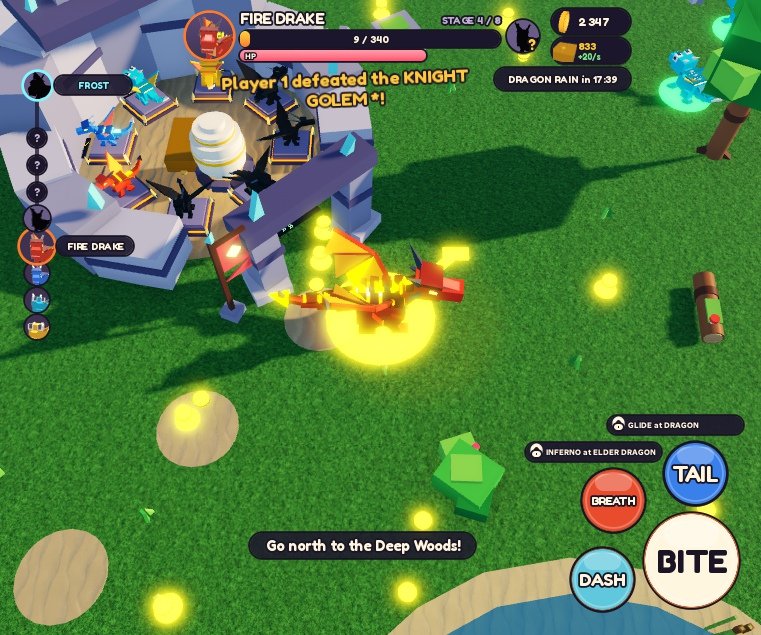 FIRE DRAKE
STAGE 4 / 8
?
2 347
9 / 340
HP
833
+20/s
DRAGON RAIN in 17:39
Player 1 defeated the KNIGHT
GOLEM *!
FROST
?
?
?
FIRE DRAKE
GLIDE at DRAGON
INFERNO at ELDER DRAGON
TAIL
BREATH
BITE
DASH
Go north to the Deep Woods!